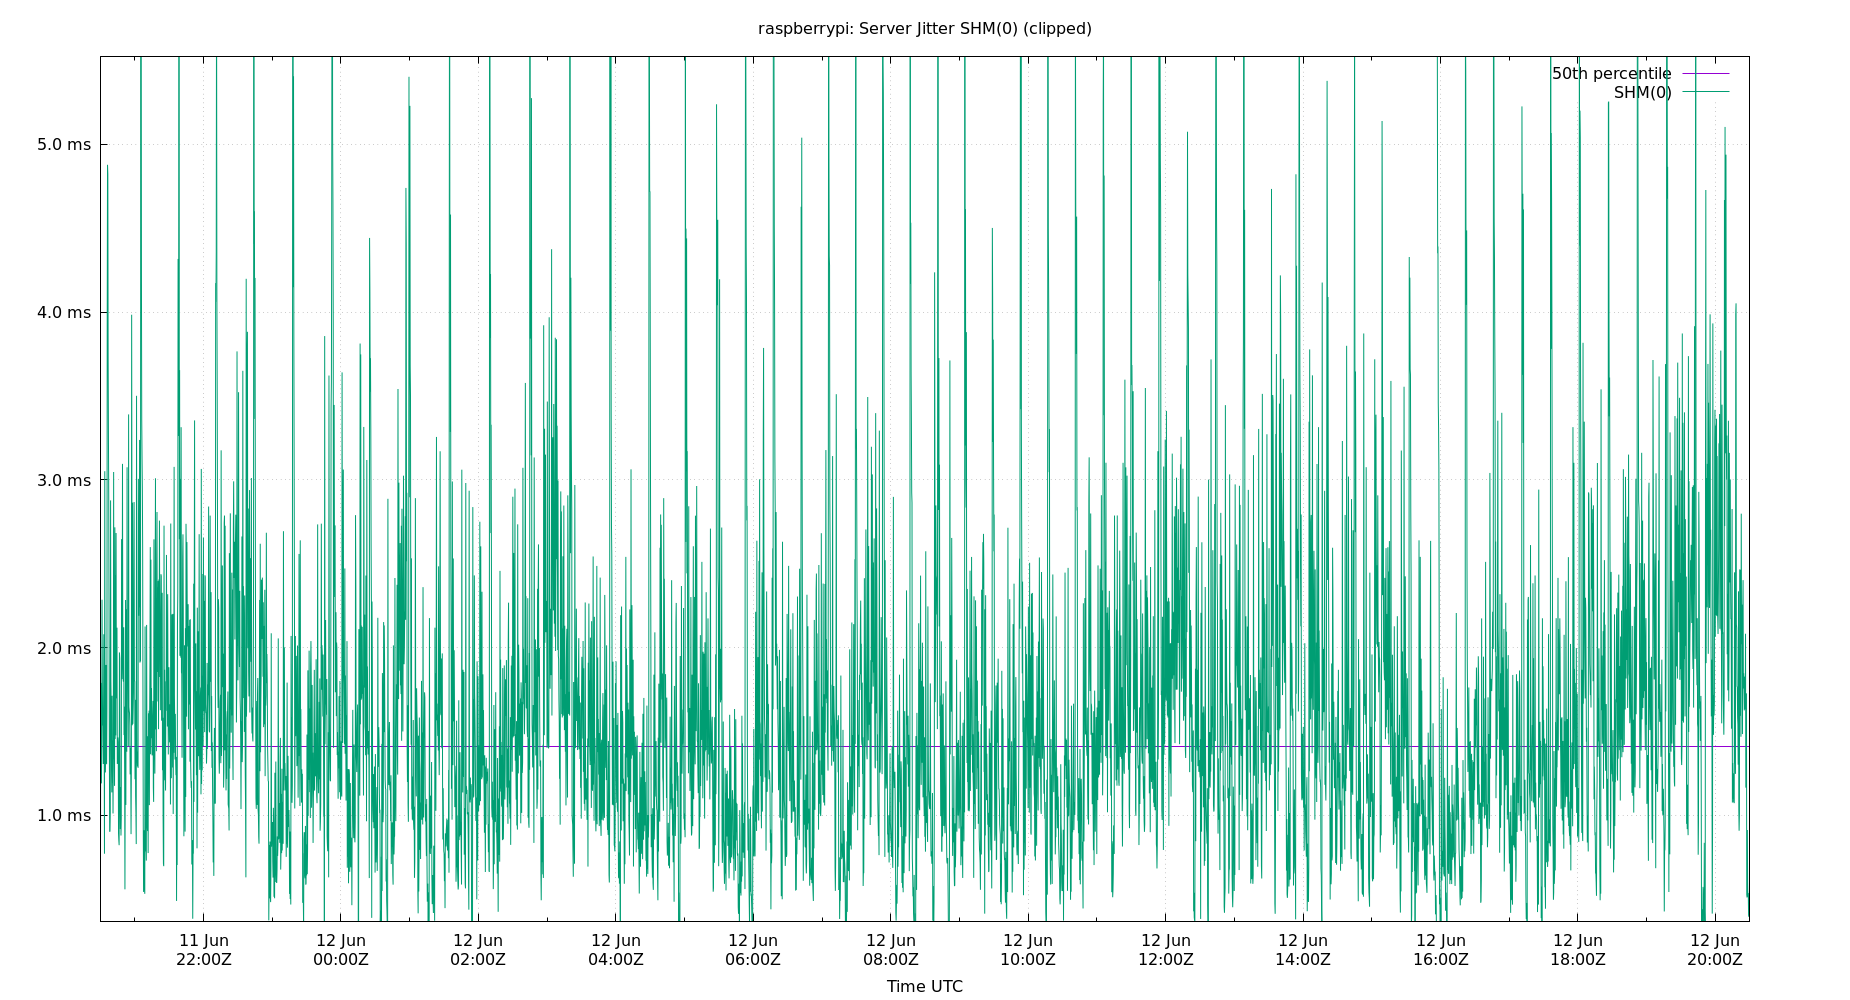 raspberrypi: Server Jitter SHM(0) (clipped)
50th percentile
SHM(0)
5.0 ms
4.0 ms
3.0 ms
2.0 ms
1.0 ms
11 Jun
22:00Z
12 Jun
00:00Z
12 Jun
02:00Z
12 Jun
04:00Z
12 Jun
06:00Z
12 Jun
08:00Z
12 Jun
10:00Z
12 Jun
12:00Z
12 Jun
14:00Z
12 Jun
16:00Z
12 Jun
18:00Z
12 Jun
20:00Z
Time UTC